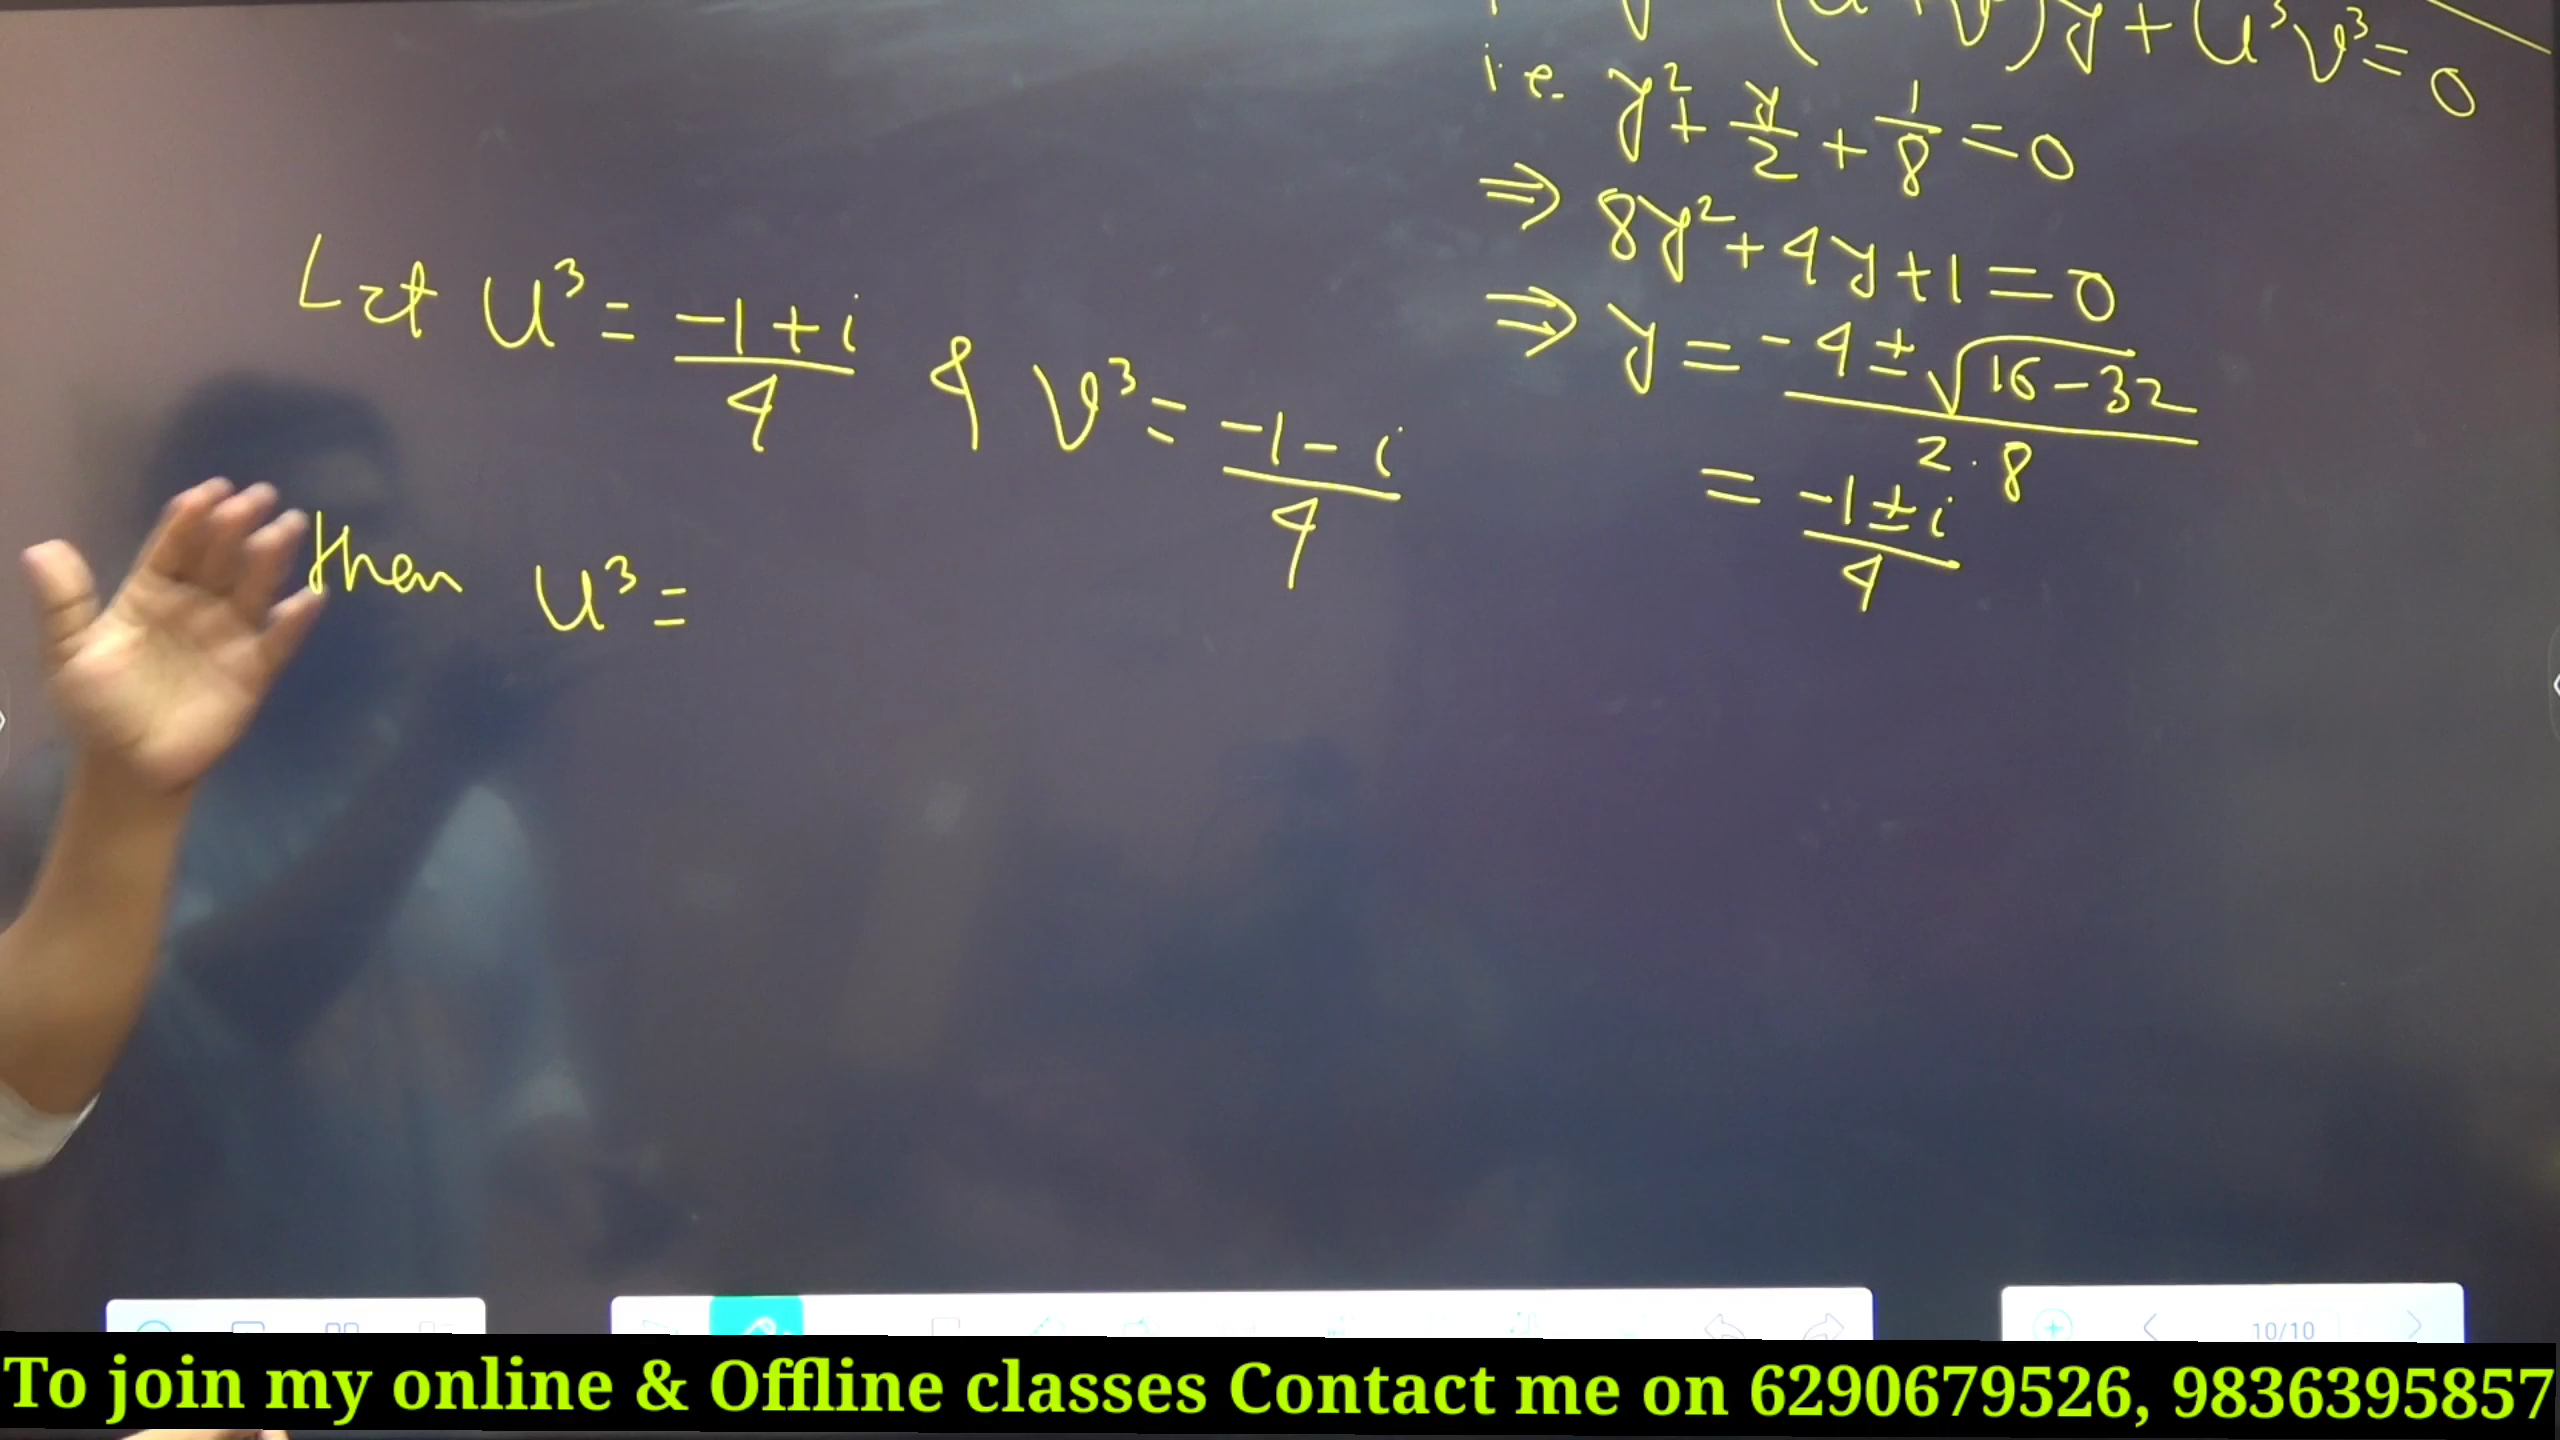 (u + v) y + u³v³ = 0
i.e. y² + y/2 + 1/8 = 0
⇒ 8y² + 4y + 1 = 0
⇒ y = -4 ± √16-32 / 2·8
= -1 ± i / 4
Let u³ = -1+i / 4 & v³ = -1-i / 4
then u³ =
10/10
To join my online & Offline classes Contact me on 6290679526, 9836395857